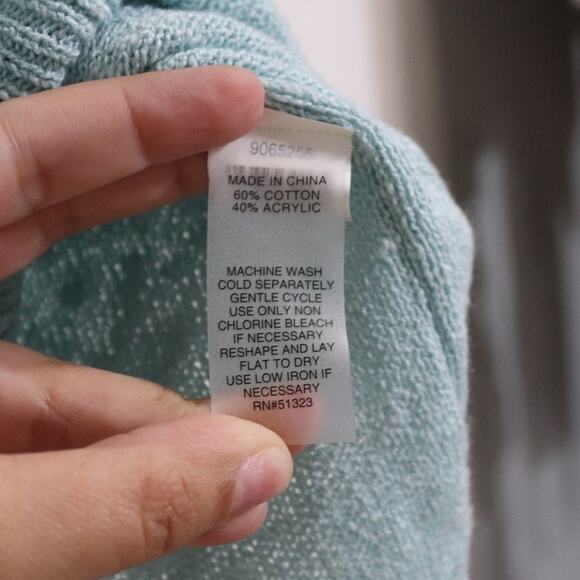 9065255
MADE IN CHINA
60% COTTON
40% ACRYLIC
MACHINE WASH
COLD SEPARATELY
GENTLE CYCLE
USE ONLY NON
CHLORINE BLEACH
IF NECESSARY
RESHAPE AND LAY
FLAT TO DRY
USE LOW IRON IF
NECESSARY
RN#51323